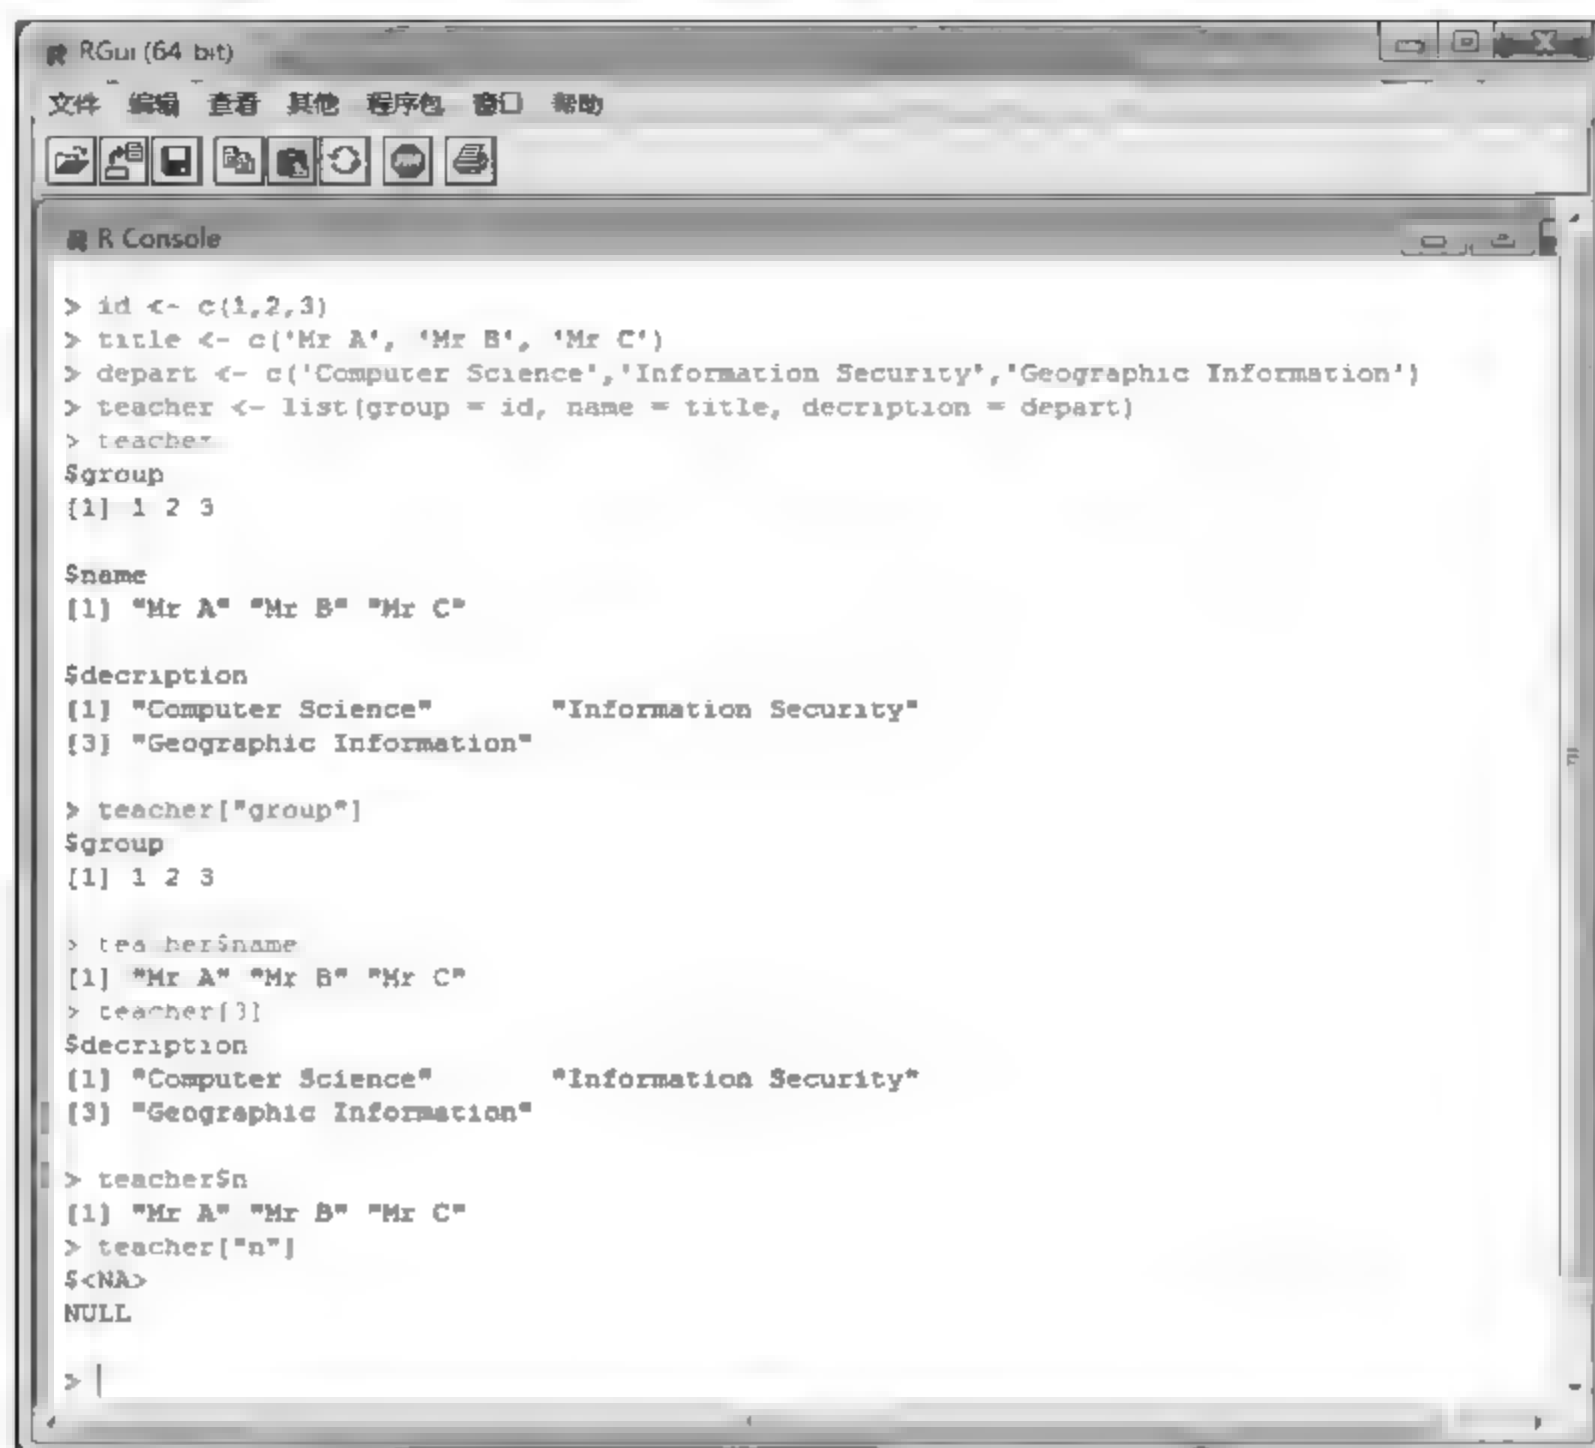 RGui (64-bit)
文件 编辑 查看 其他 程序包 窗口 帮助
STOP
R Console
> id <- c(1,2,3)
> title <- c('Mr A', 'Mr B', 'Mr C')
> depart <- c('Computer Science','Information Security','Geographic Information')
> teacher <- list(group = id, name = title, decription = depart)
> teacher
$group
[1] 1 2 3
$name
[1] "Mr A" "Mr B" "Mr C"
$decription
[1] "Computer Science" "Information Security"
[3] "Geographic Information"
> teacher["group"]
$group
[1] 1 2 3
> teacher$name
[1] "Mr A" "Mr B" "Mr C"
> teacher[3]
$decription
[1] "Computer Science" "Information Security"
[3] "Geographic Information"
> teacher$n
[1] "Mr A" "Mr B" "Mr C"
> teacher["n"]
$<NA>
NULL
>